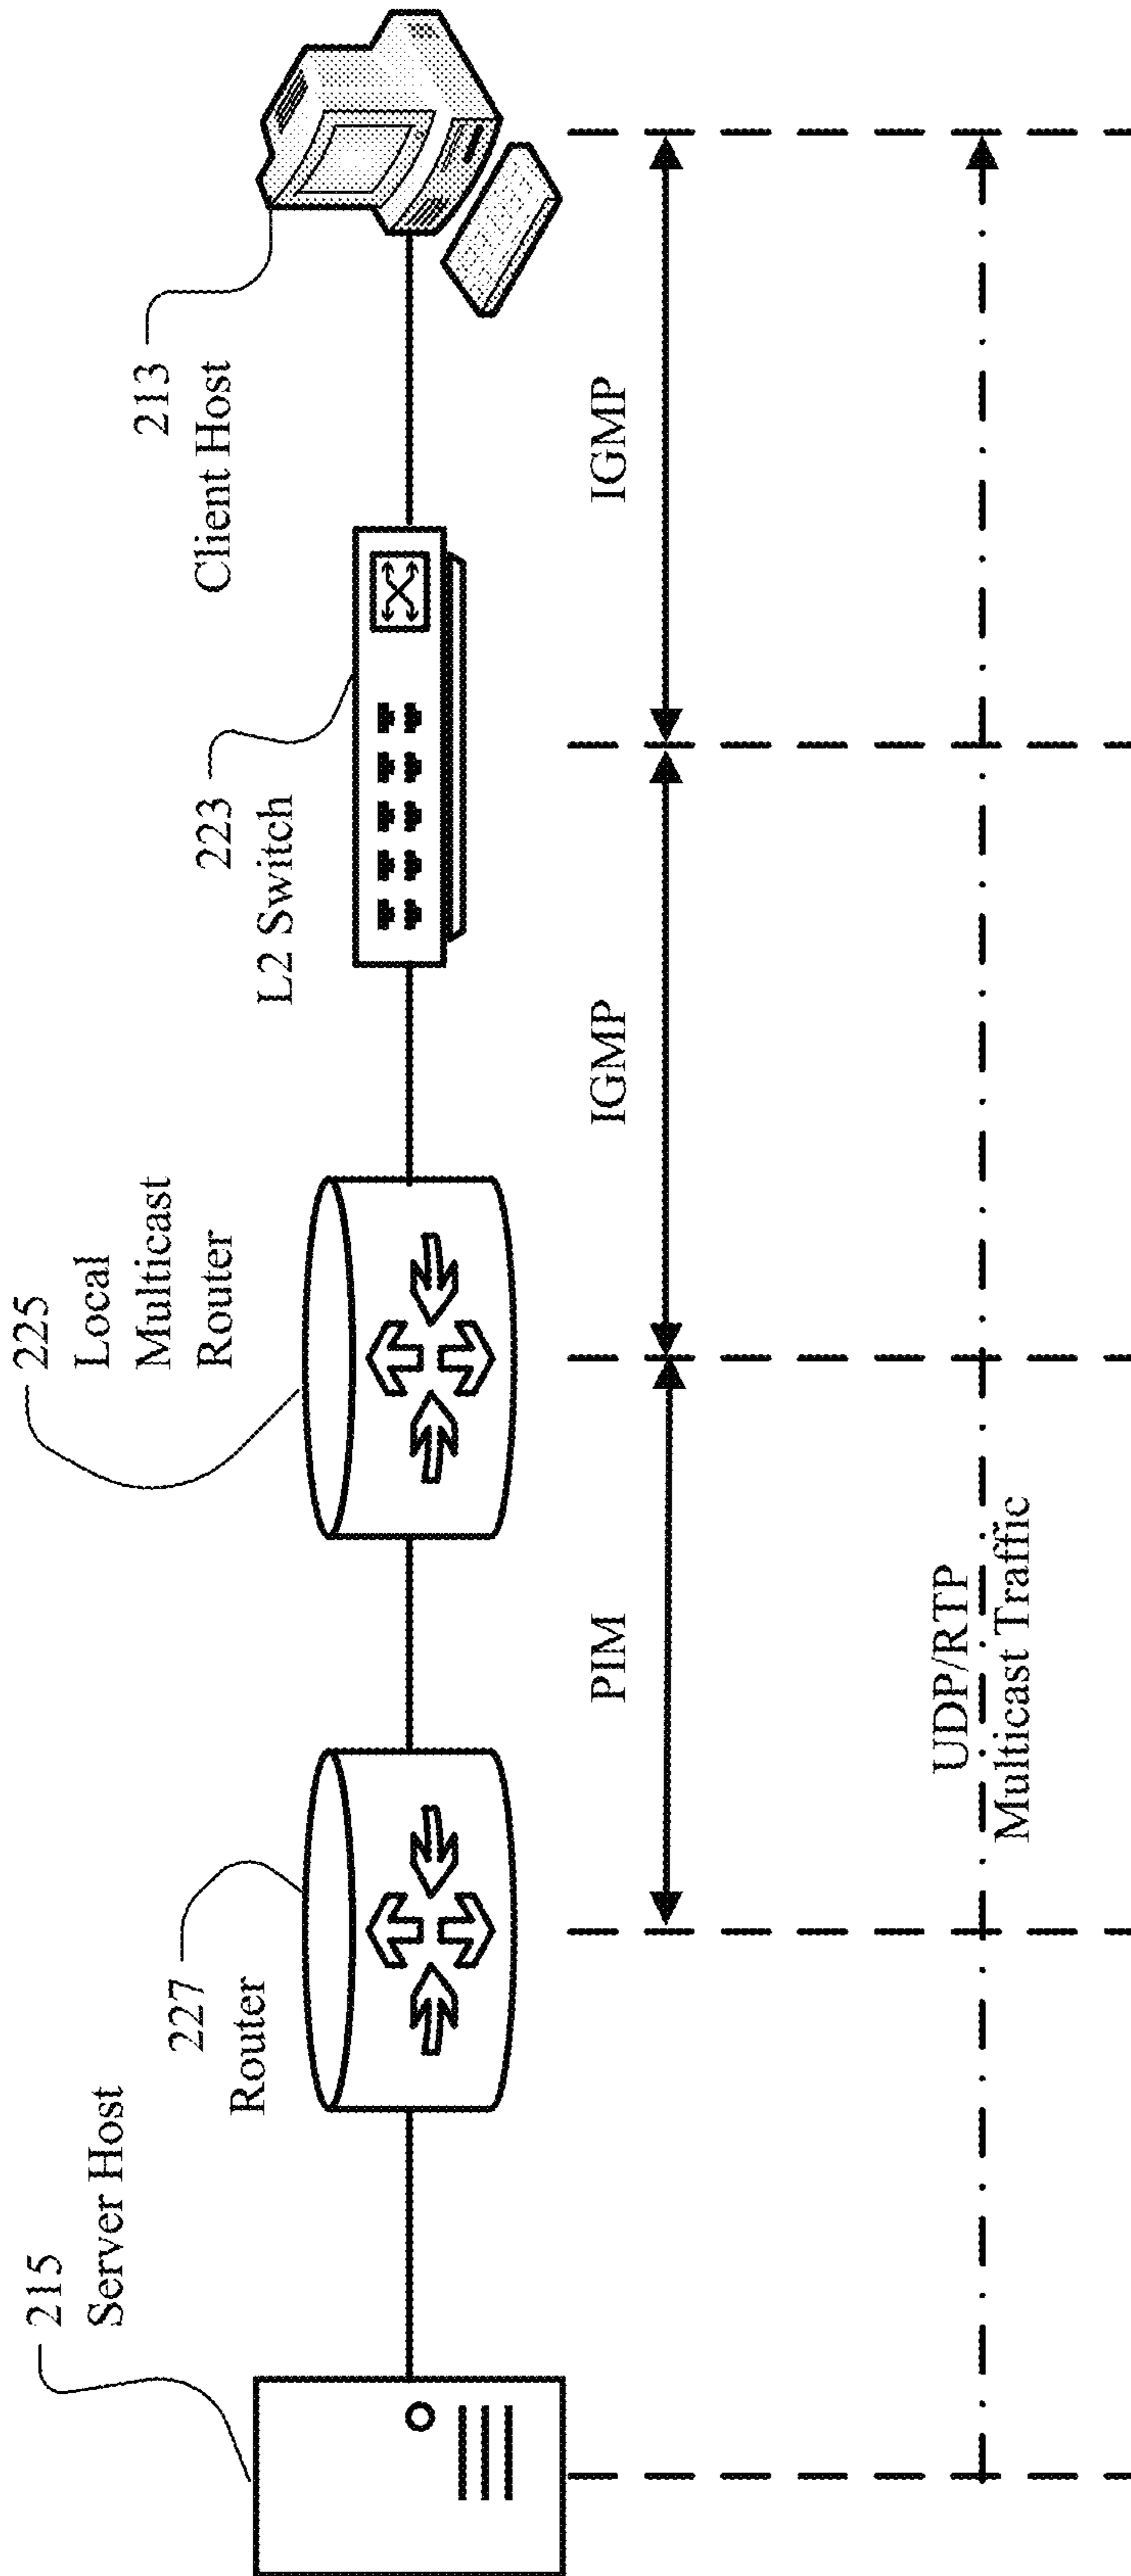 215
Server Host
227
Router
225
Local
Multicast
Router
223
L2 Switch
213
Client Host
PIM
IGMP
IGMP
UDP/RTP
Multicast Traffic